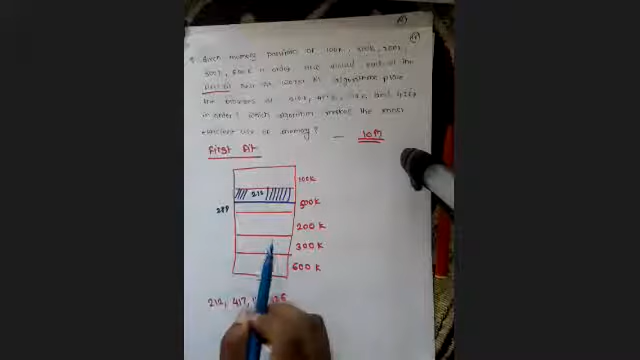 Given memory partitions of 100K, 500K, 200K,
300K, 600K in order. How would each of the
First fit, best fit, worst fit algorithms place
the processes of 212K, 417K, and 426K
in order? Which algorithm makes the most
efficient use of memory? — 10M
First fit
100K
212
500K
288
200K
300K
600K
212, 417,